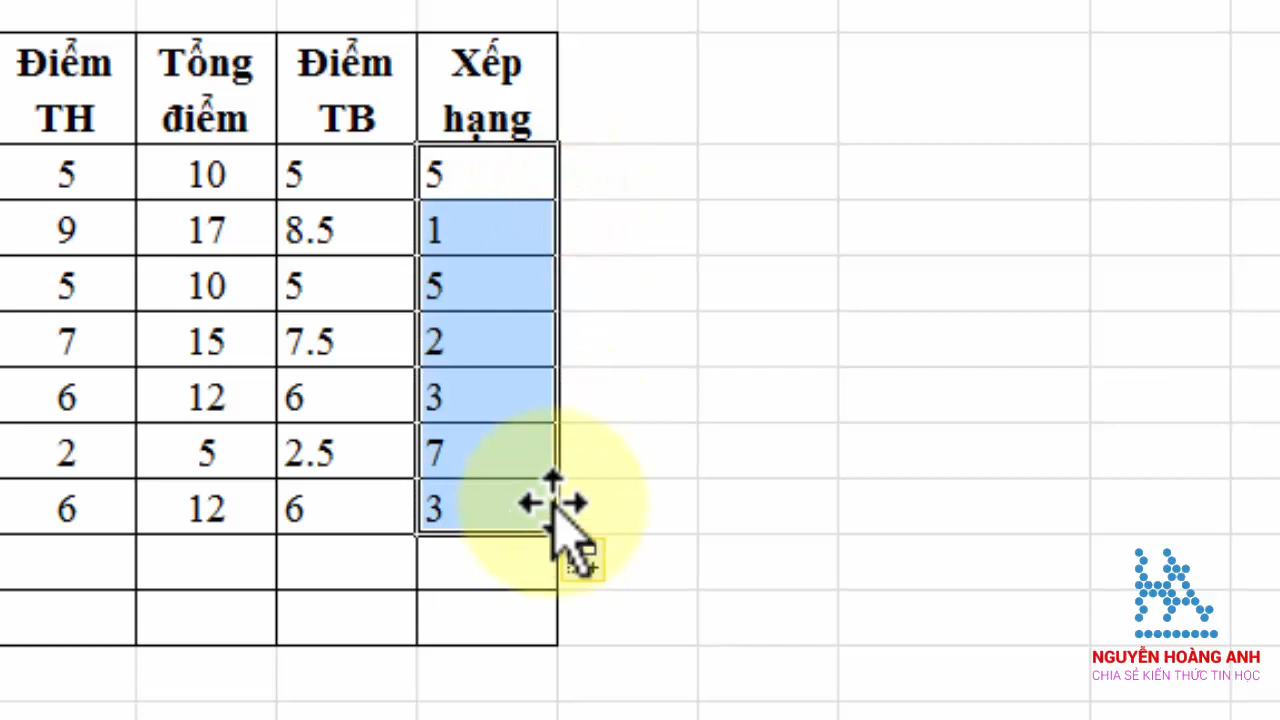 Điểm TH Tổng điểm Điểm TB Xếp hạng
5 10 5 5
9 17 8.5 1
5 10 5 5
7 15 7.5 2
6 12 6 3
2 5 2.5 7
6 12 6 3
NGUYỄN HOÀNG ANH
CHIA SẺ KIẾN THỨC TIN HỌC